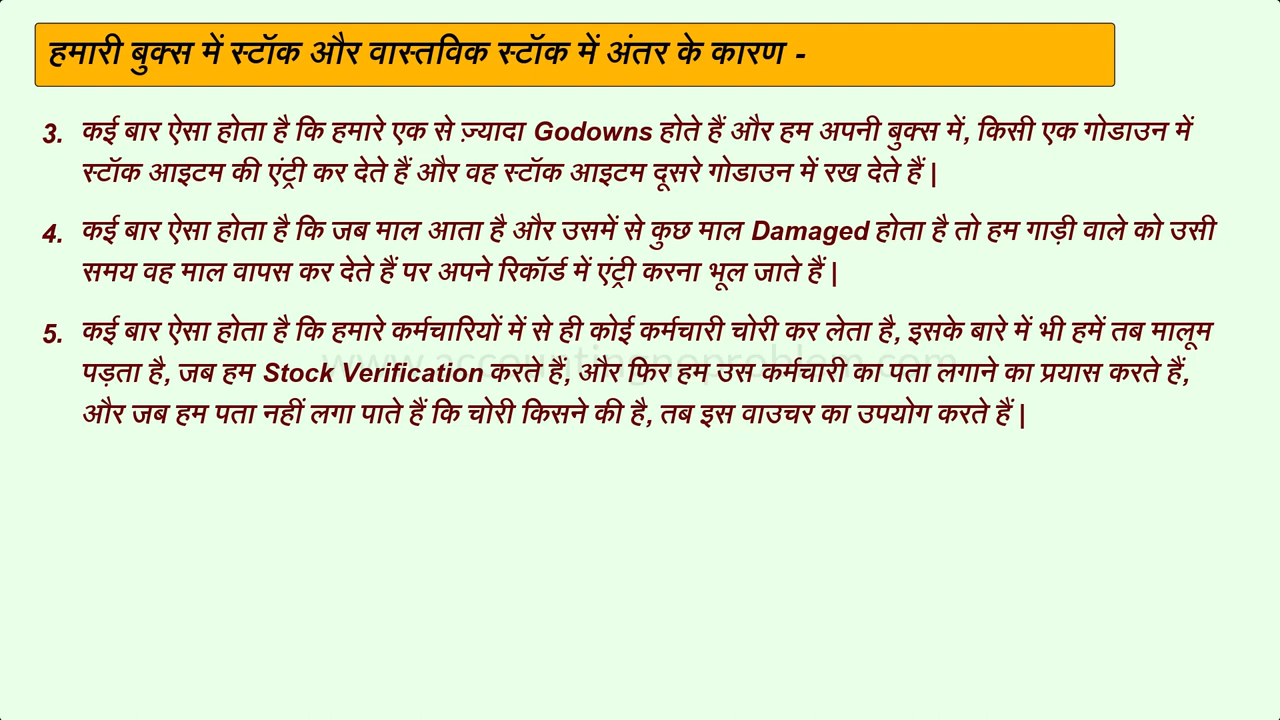 हमारी बुक्स में स्टॉक और वास्तविक स्टॉक में अंतर के कारण -
3. कई बार ऐसा होता है कि हमारे एक से ज़्यादा Godowns होते हैं और हम अपनी बुक्स में, किसी एक गोडाउन में
स्टॉक आइटम की एंट्री कर देते हैं और वह स्टॉक आइटम दूसरे गोडाउन में रख देते हैं |
4. कई बार ऐसा होता है कि जब माल आता है और उसमें से कुछ माल Damaged होता है तो हम गाड़ी वाले को उसी
समय वह माल वापस कर देते हैं पर अपने रिकॉर्ड में एंट्री करना भूल जाते हैं |
5. कई बार ऐसा होता है कि हमारे कर्मचारियों में से ही कोई कर्मचारी चोरी कर लेता है, इसके बारे में भी हमें तब मालूम
www.accountingnoproblem.com
पड़ता है, जब हम Stock Verification करते हैं, और फिर हम उस कर्मचारी का पता लगाने का प्रयास करते हैं,
और जब हम पता नहीं लगा पाते हैं कि चोरी किसने की है, तब इस वाउचर का उपयोग करते हैं |